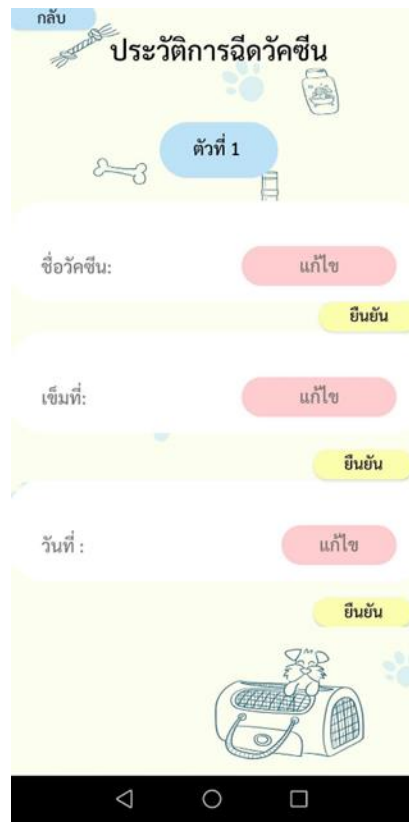 กลับ
ประวัติการฉีดวัคซีน
ตัวที่ 1
ชื่อวัคซีน:
แก้ไข
ยืนยัน
เข็มที่:
แก้ไข
ยืนยัน
วันที่ :
แก้ไข
ยืนยัน